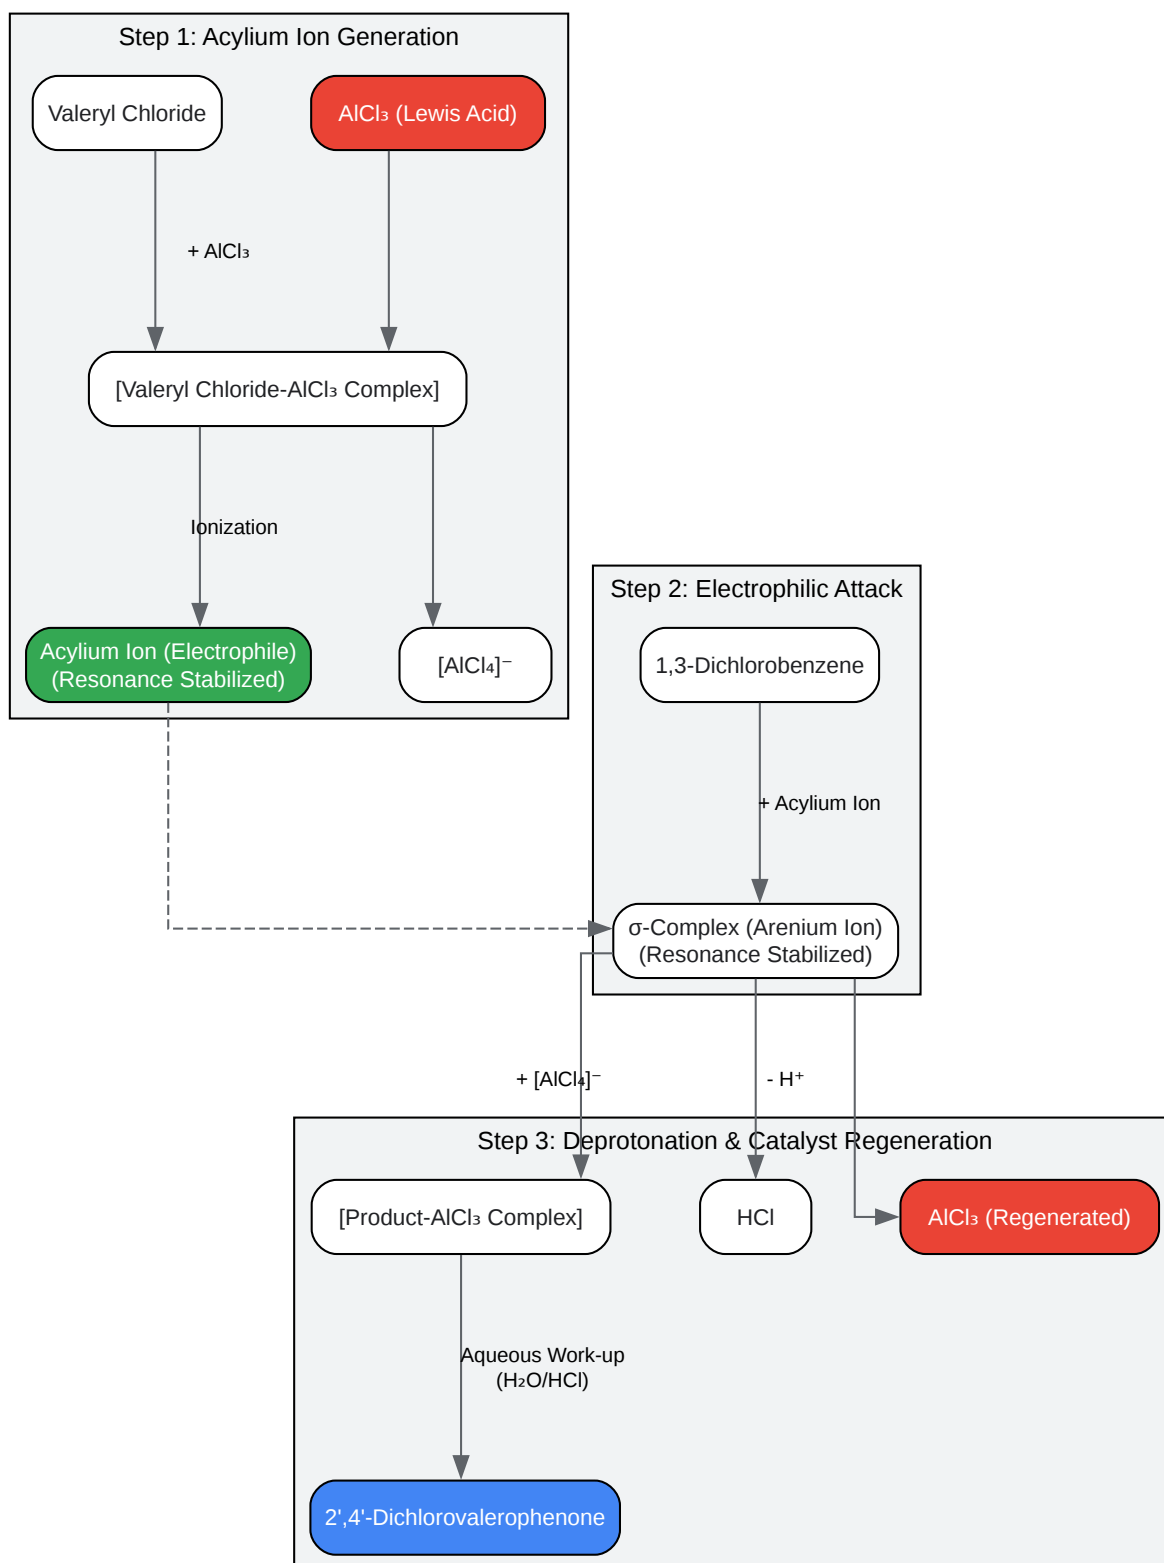 Step 1: Acylium Ion Generation
Valeryl Chloride
AlCl₃ (Lewis Acid)
+ AlCl₃
[Valeryl Chloride-AlCl₃ Complex]
Ionization
Acylium Ion (Electrophile)
(Resonance Stabilized)
[AlCl₄]⁻
Step 2: Electrophilic Attack
1,3-Dichlorobenzene
+ Acylium Ion
σ-Complex (Arenium Ion)
(Resonance Stabilized)
+ [AlCl₄]⁻
- H⁺
Step 3: Deprotonation & Catalyst Regeneration
[Product-AlCl₃ Complex]
HCl
AlCl₃ (Regenerated)
Aqueous Work-up
(H₂O/HCl)
2',4'-Dichlorovalerophenone